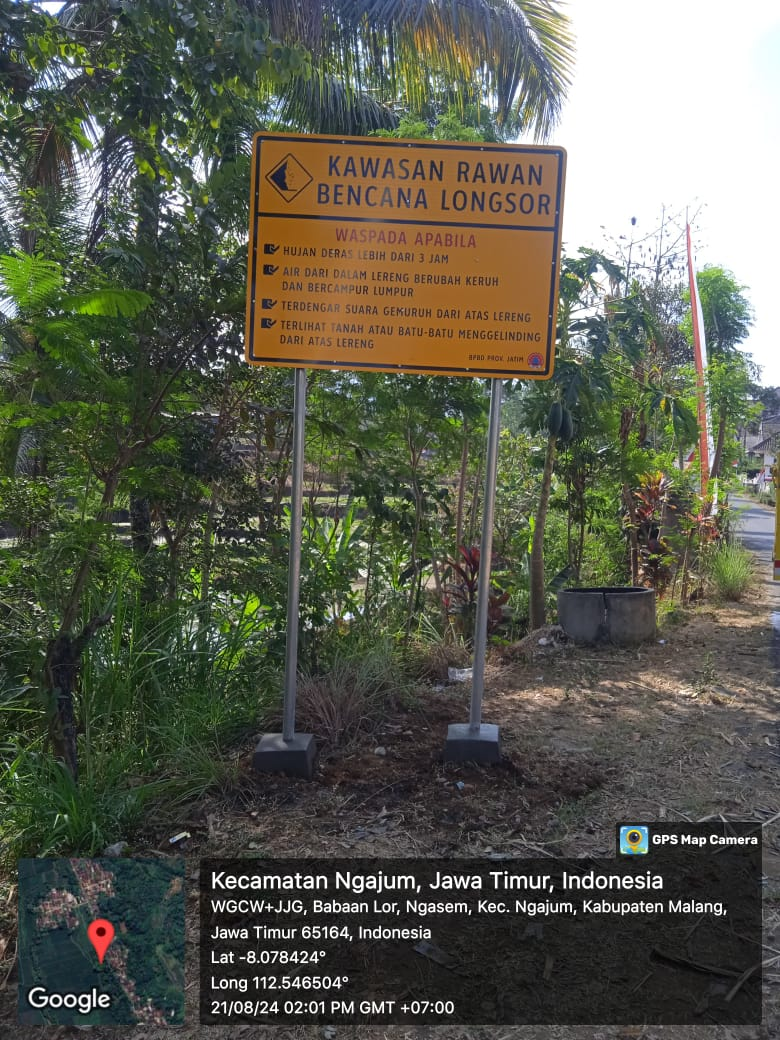 KAWASAN RAWAN
BENCANA LONGSOR
WASPADA APABILA
HUJAN DERAS LEBIH DARI 3 JAM
AIR DARI DALAM LERENG BERUBAH KERUH
DAN BERCAMPUR LUMPUR
TERDENGAR SUARA GEMURUH DARI ATAS LERENG
TERLIHAT TANAH ATAU BATU-BATU MENGGELINDING
DARI ATAS LERENG
BPBD PROV. JATIM
GPS Map Camera
Kecamatan Ngajum, Jawa Timur, Indonesia
WGCW+JJG, Babaan Lor, Ngasem, Kec. Ngajum, Kabupaten Malang,
Jawa Timur 65164, Indonesia
Lat -8.078424°
Long 112.546504°
21/08/24 02:01 PM GMT +07:00
Google